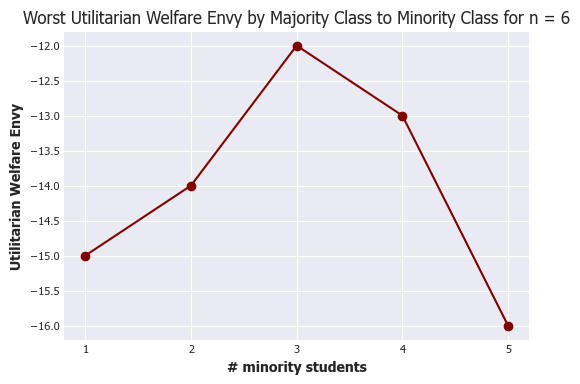 Worst Utilitarian Welfare Envy by Majority Class to Minority Class for n = 6
−12.0
−12.5
−13.0
−13.5
−14.0
−14.5
−15.0
−15.5
−16.0
Utilitarian Welfare Envy
1 2 3 4 5
# minority students